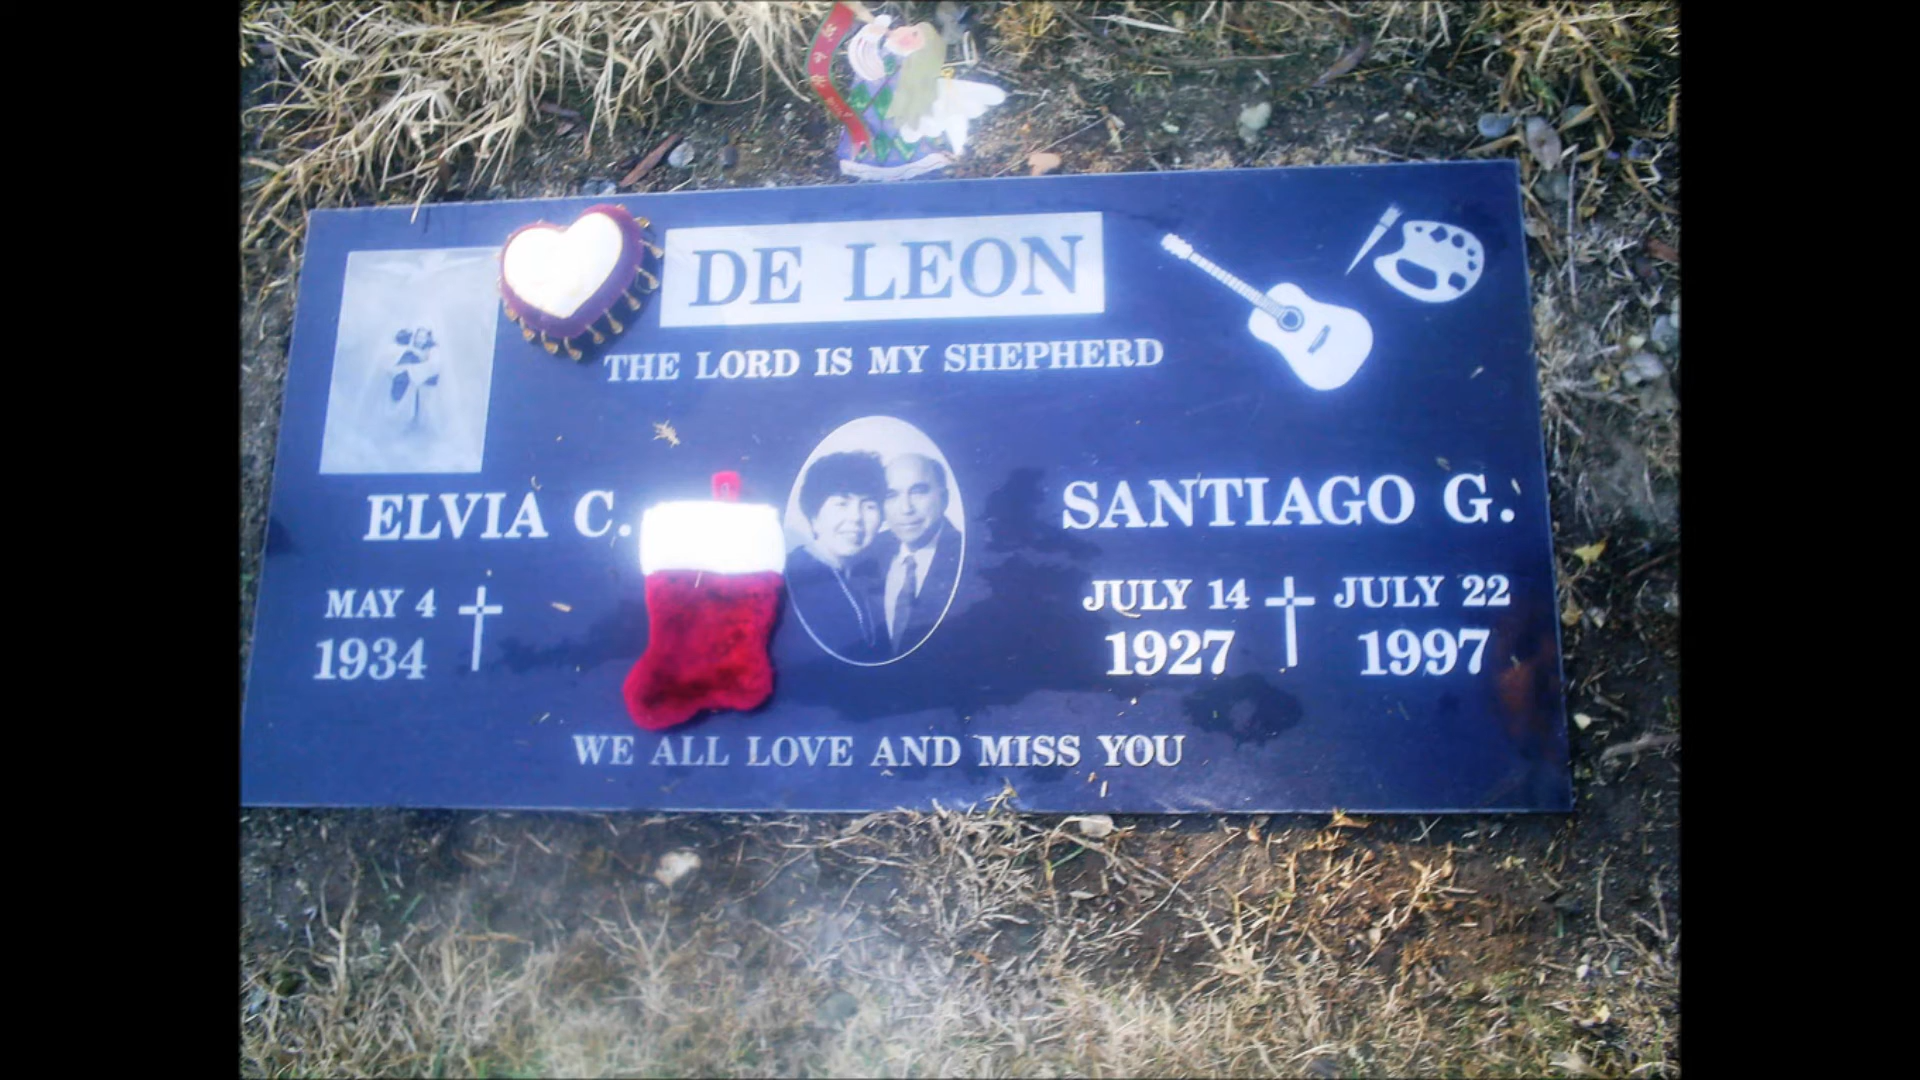 DE LEON
THE LORD IS MY SHEPHERD
ELVIA C.
SANTIAGO G.
MAY 4
1934
JULY 14
1927
JULY 22
1997
WE ALL LOVE AND MISS YOU